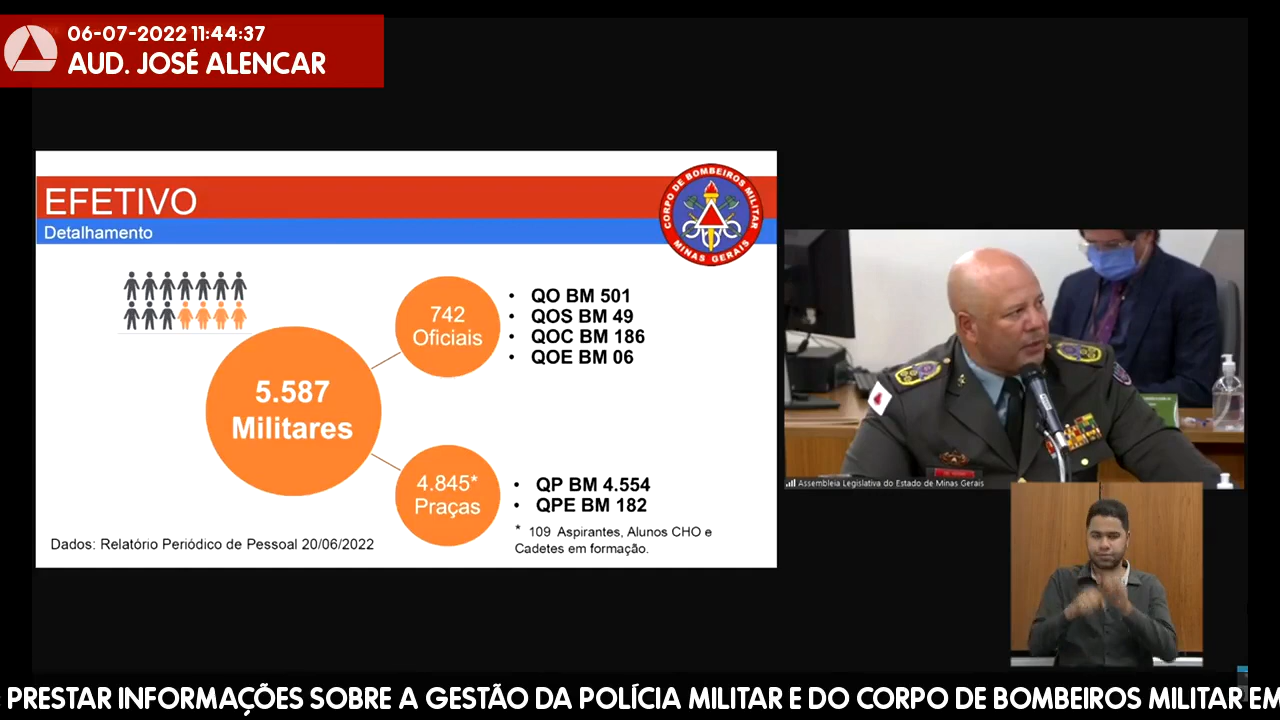 06-07-2022 11:44:37
AUD. JOSÉ ALENCAR
EFETIVO
Detalhamento
CORPO DE BOMBEIROS MILITAR
MINAS GERAIS
742
Oficiais
• QO BM 501
• QOS BM 49
• QOC BM 186
• QOE BM 06
5.587
Militares
4.845*
Praças
• QP BM 4.554
• QPE BM 182
* 109 Aspirantes, Alunos CHO e
Cadetes em formação.
Dados: Relatório Periódico de Pessoal 20/06/2022
Assembleia Legislativa do Estado de Minas Gerais
PRESTAR INFORMAÇÕES SOBRE A GESTÃO DA POLÍCIA MILITAR E DO CORPO DE BOMBEIROS MILITAR EM